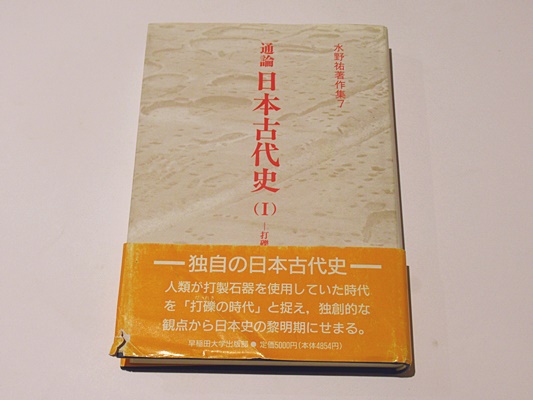 水野祐著作集7
通論 日本古代史 (I)
—打礫
独自の日本古代史
人類が打製石器を使用していた時代
を「打礫の時代」と捉え，独創的な
観点から日本史の黎明期にせまる。
早稲田大学出版部● 定価5000円(本体4854円)